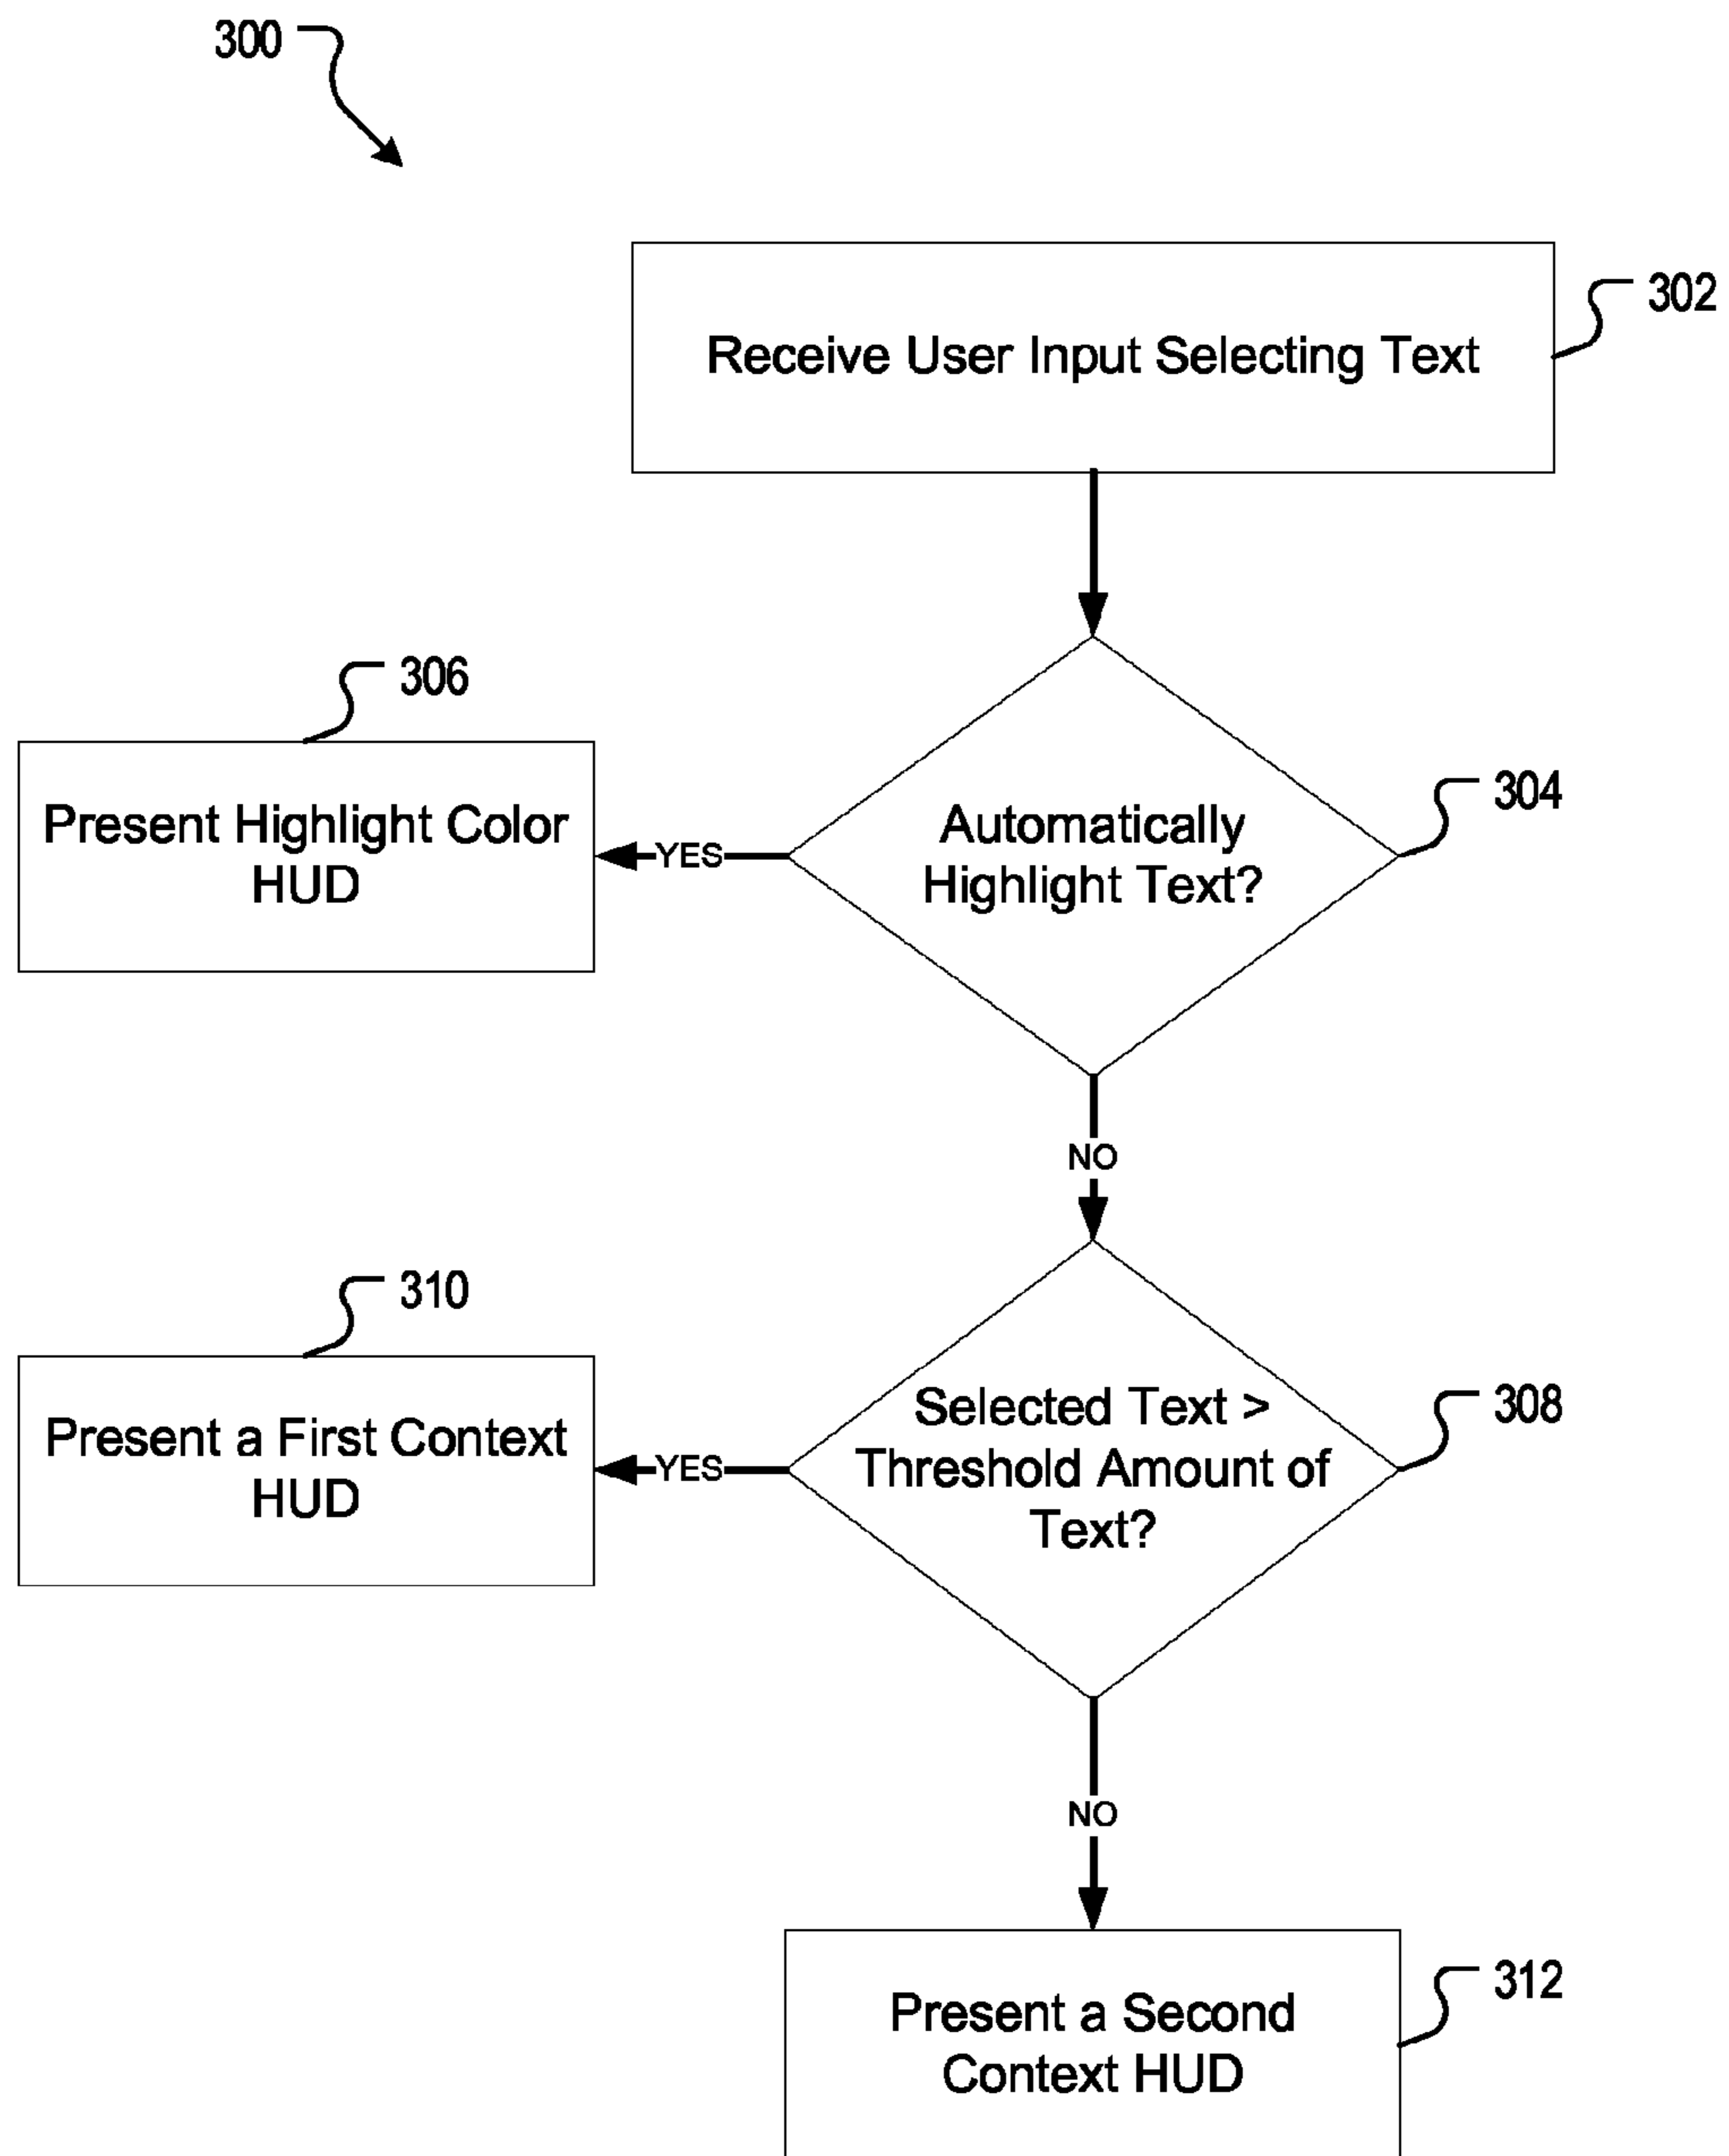 300
302
Receive User Input Selecting Text
306
304
Present Highlight Color
HUD
YES
Automatically
Highlight Text?
NO
310
308
Present a First Context
HUD
YES
Selected Text >
Threshold Amount of
Text?
NO
312
Present a Second
Context HUD